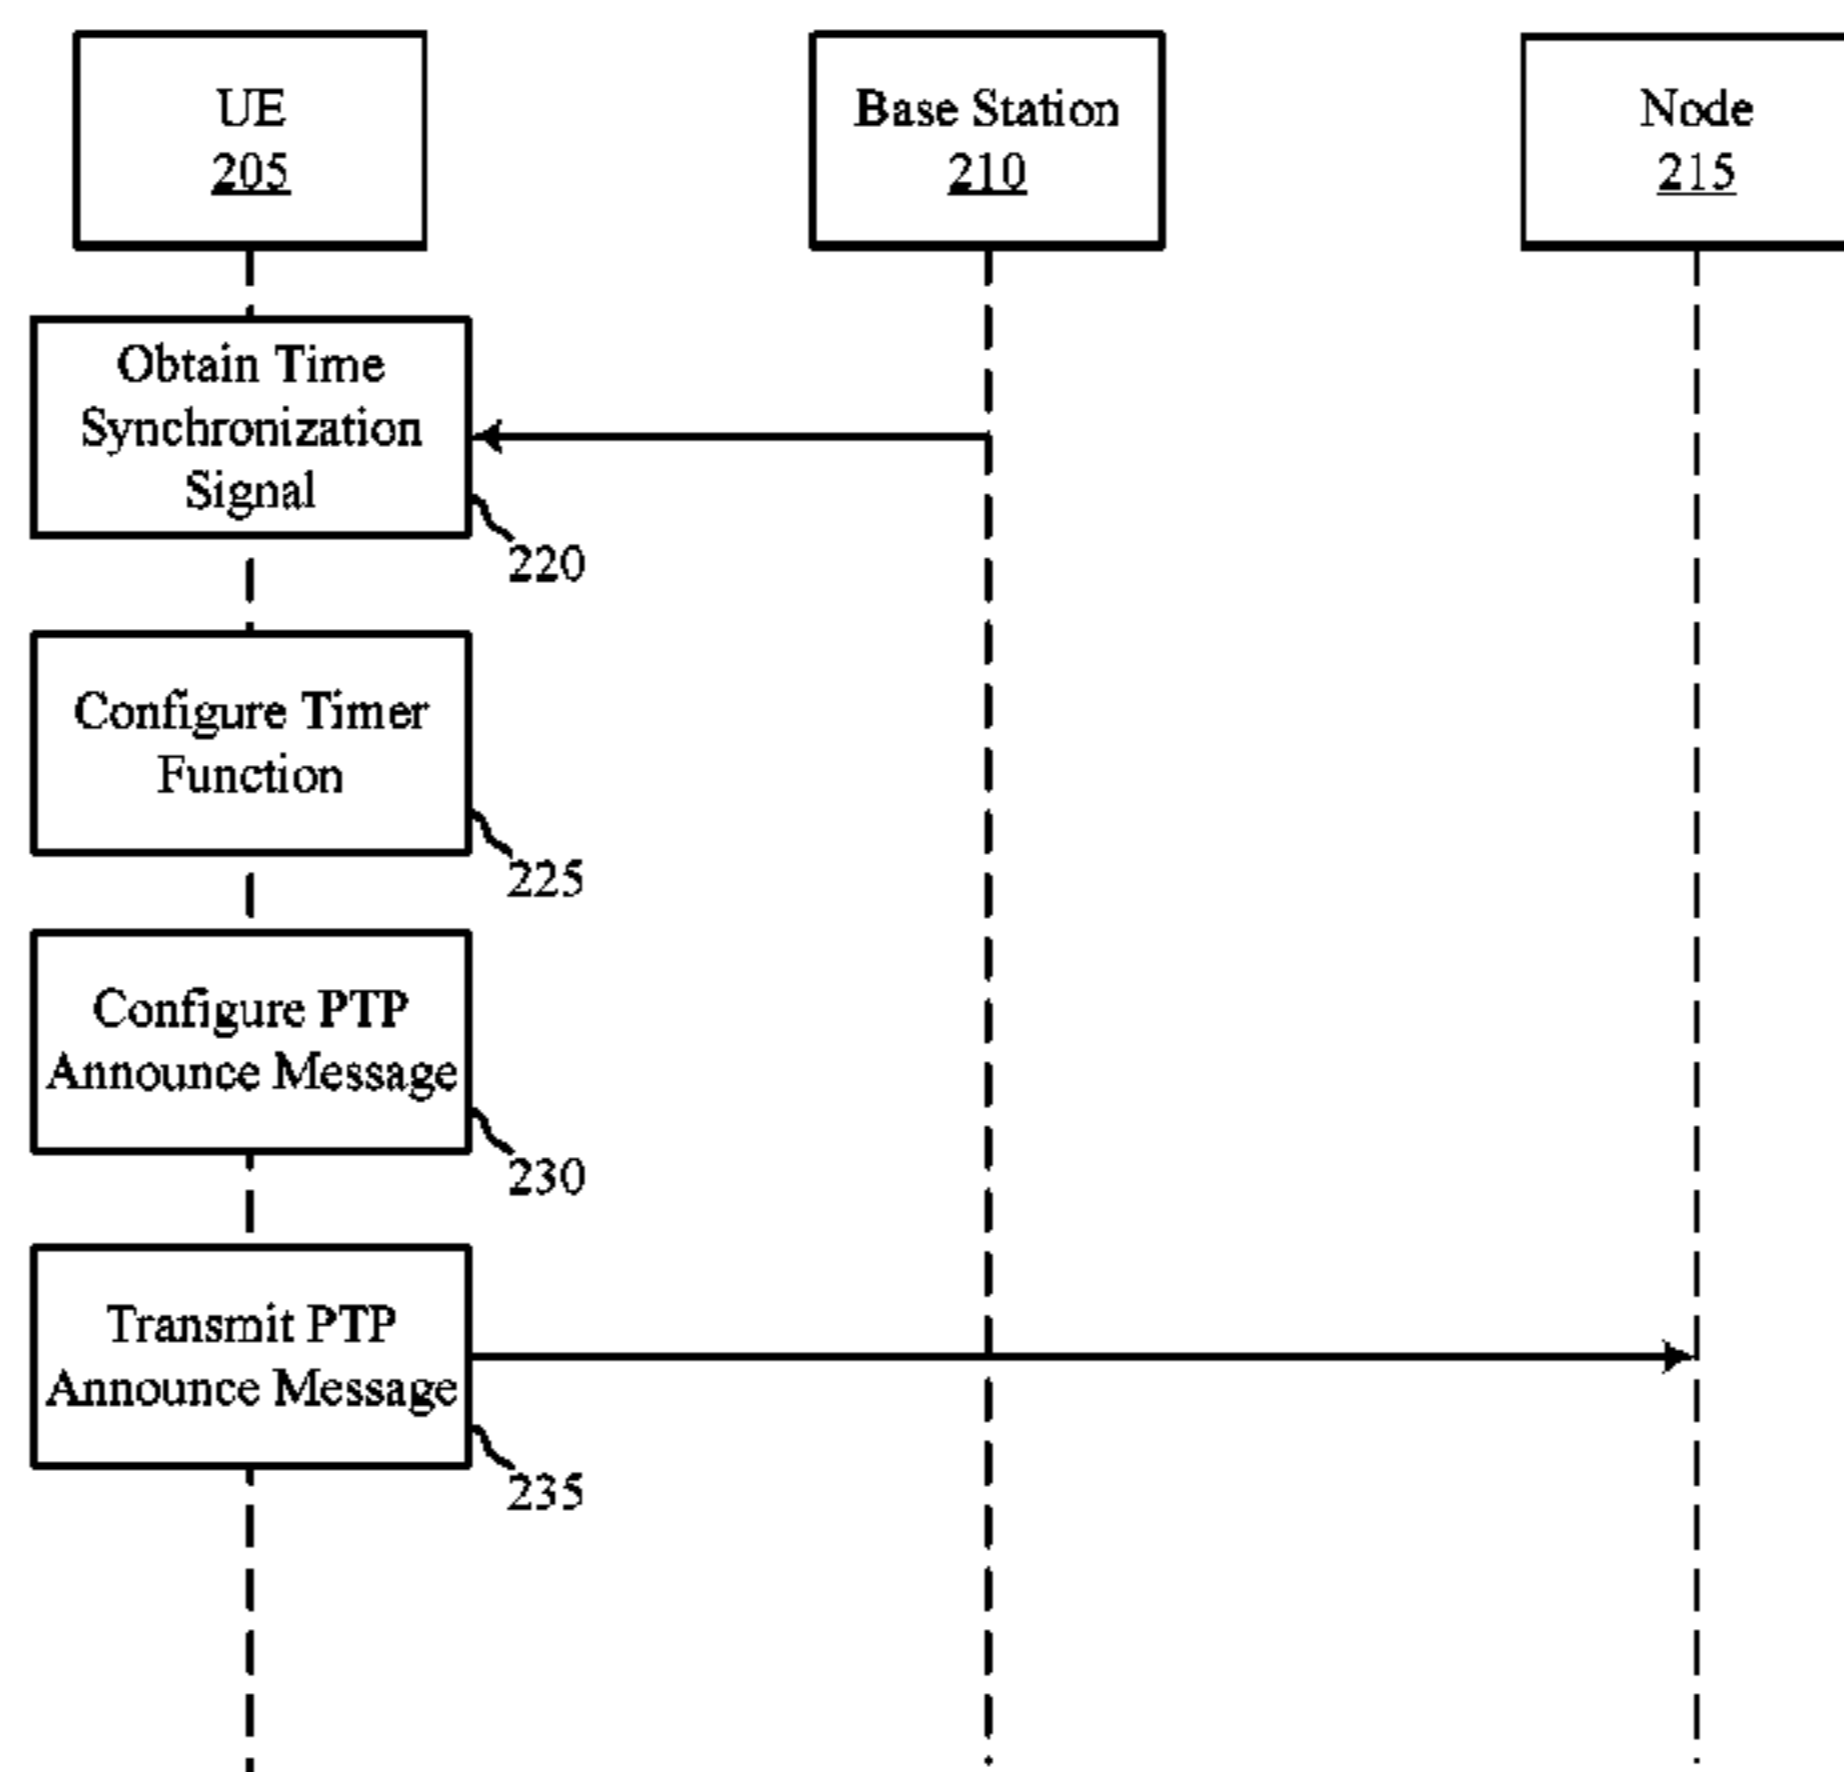 UE
205
Base Station
210
Node
215
Obtain Time
Synchronization
Signal
220
Configure Timer
Function
225
Configure PTP
Announce Message
230
Transmit PTP
Announce Message
235